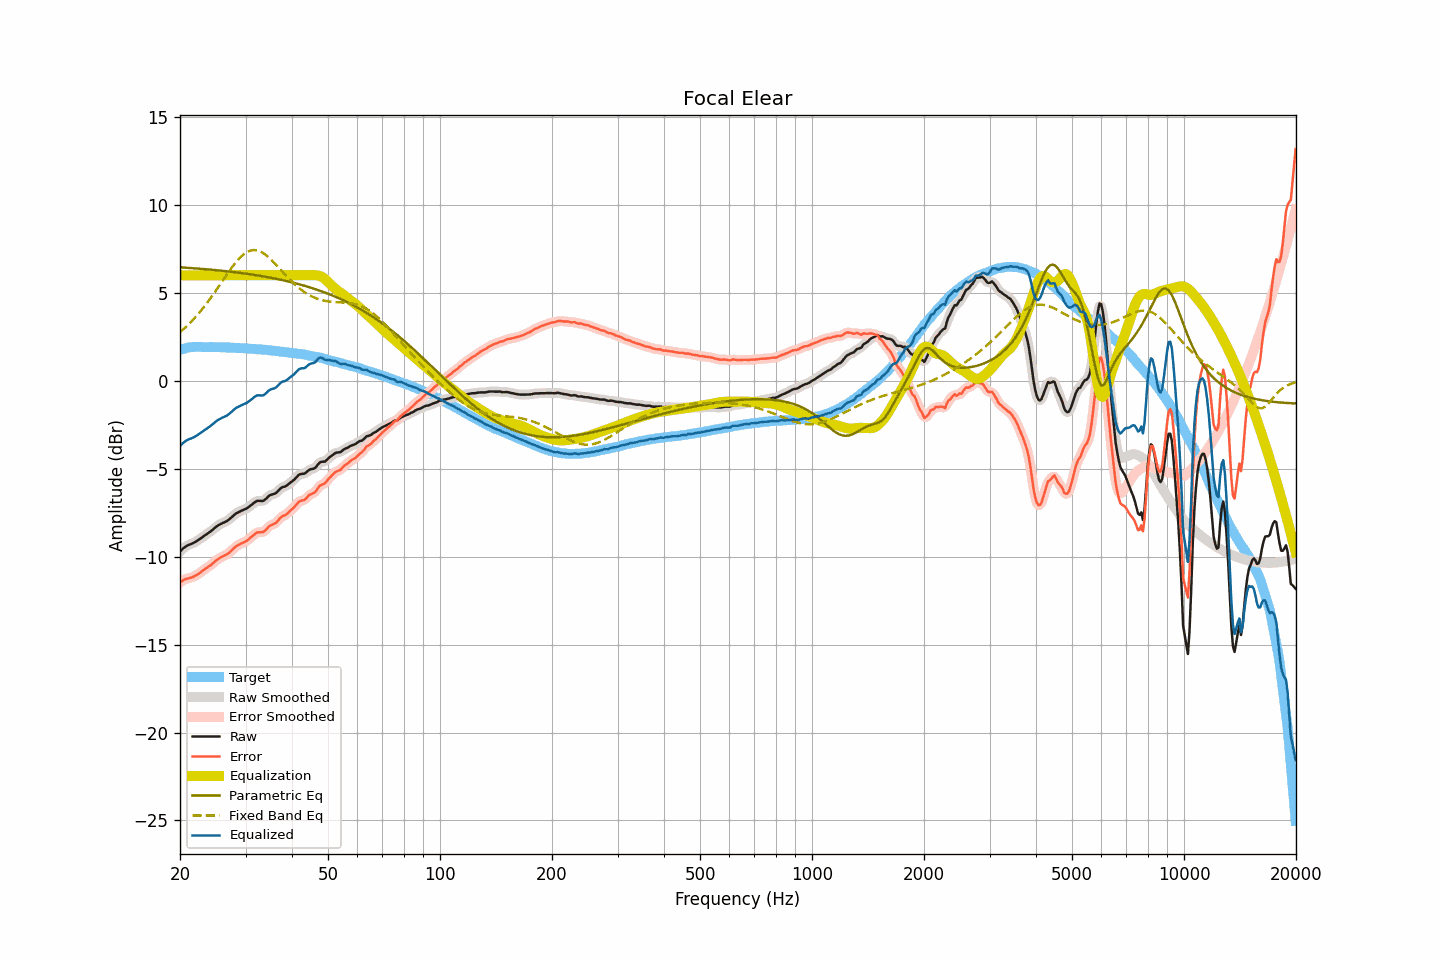 Focal Elear
15
10
5
0
−5
−10
−15
−20
−25
Amplitude (dBr)
Target
Raw Smoothed
Error Smoothed
Raw
Error
Equalization
Parametric Eq
Fixed Band Eq
Equalized
20 50 100 200 500 1000 2000 5000 10000 20000
Frequency (Hz)